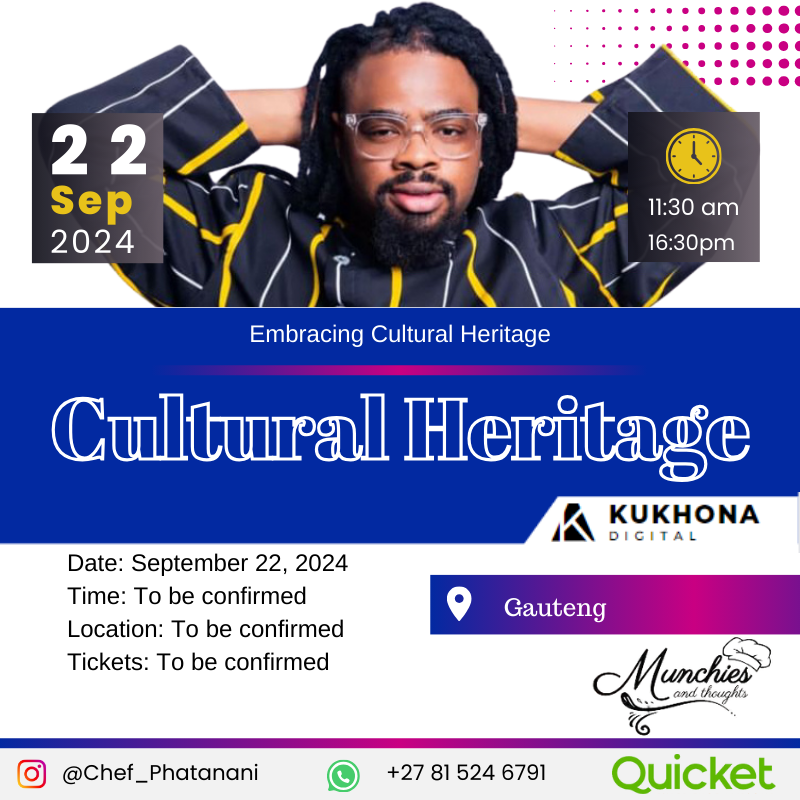 22
Sep
2024
11:30 am
16:30pm
Embracing Cultural Heritage
Cultural Heritage
KUKHONA
DIGITAL
Date: September 22, 2024
Time: To be confirmed
Location: To be confirmed
Tickets: To be confirmed
Gauteng
Munchies
and thoughts
@Chef_Phatanani
+27 81 524 6791
Quicket